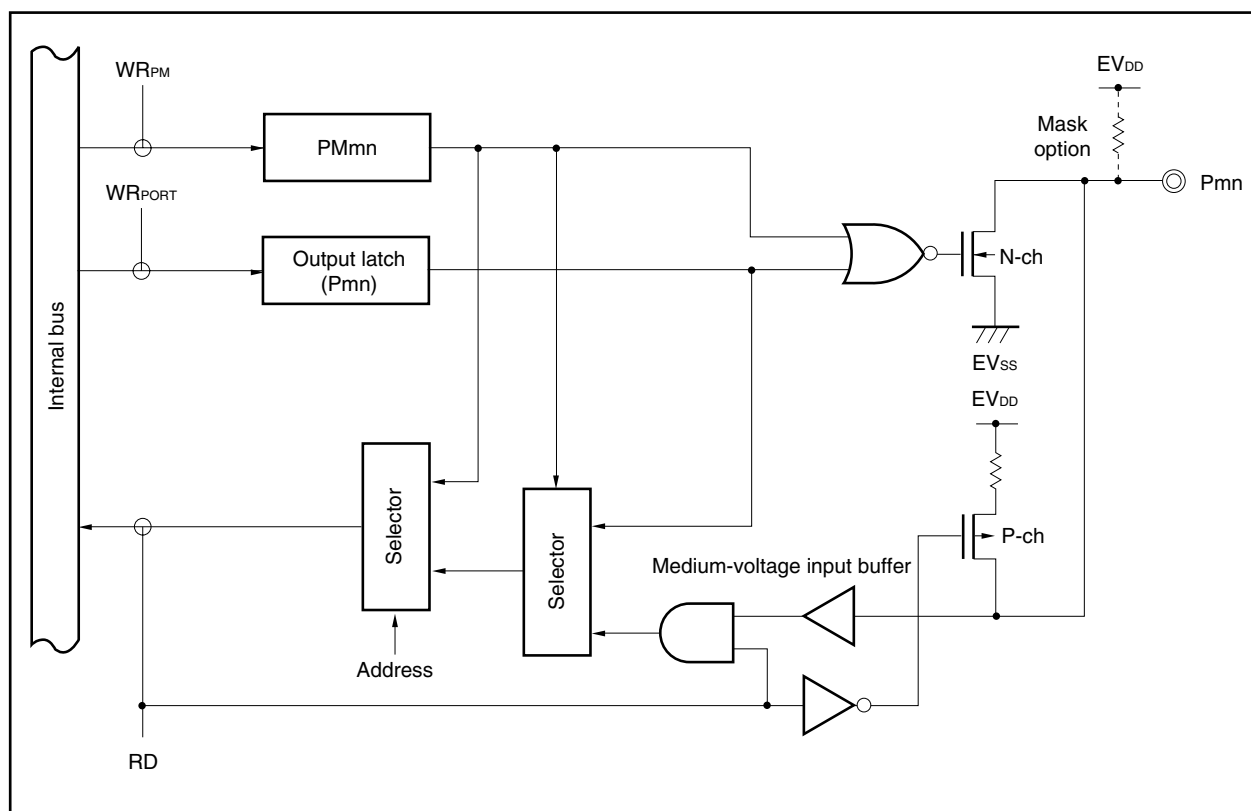 WRPM
EVDD
Mask
option
PMmn
Pmn
WRPORT
Output latch
(Pmn)
N-ch
Internal bus
EVSS
EVDD
Selector
Selector
P-ch
Medium-voltage input buffer
Address
RD